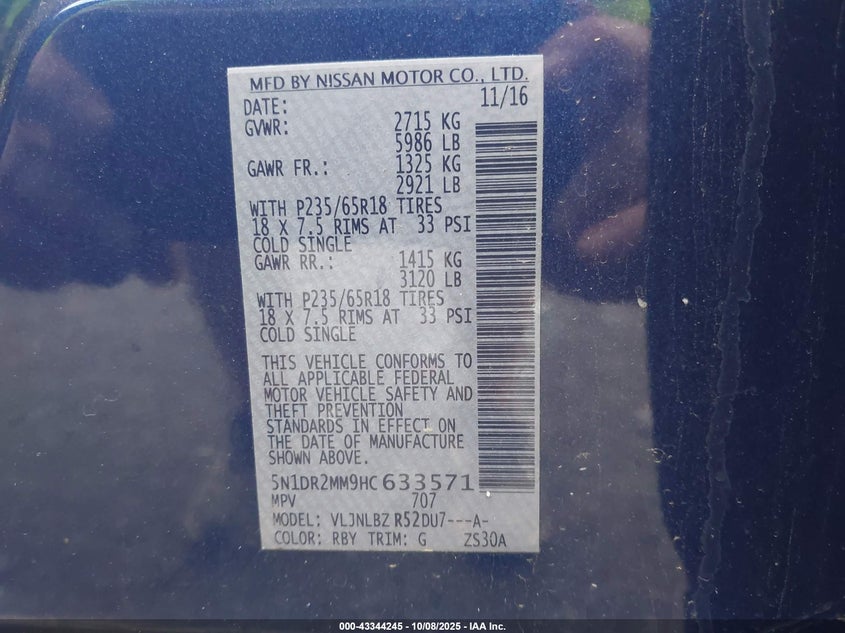 MFD BY NISSAN MOTOR CO., LTD.
DATE: 11/16
GVWR: 2715 KG
5986 LB
GAWR FR.: 1325 KG
2921 LB
WITH P235/65R18 TIRES
18 X 7.5 RIMS AT 33 PSI
COLD SINGLE
GAWR RR.: 1415 KG
3120 LB
WITH P235/65R18 TIRES
18 X 7.5 RIMS AT 33 PSI
COLD SINGLE
THIS VEHICLE CONFORMS TO
ALL APPLICABLE FEDERAL
MOTOR VEHICLE SAFETY AND
THEFT PREVENTION
STANDARDS IN EFFECT ON
THE DATE OF MANUFACTURE
SHOWN ABOVE.
5N1DR2MM9HC 633571
MPV 707
MODEL: VLJNLBZ R52DU7---A-
COLOR: RBY TRIM: G ZS30A
000-43344245 - 10/08/2025 - IAA Inc.